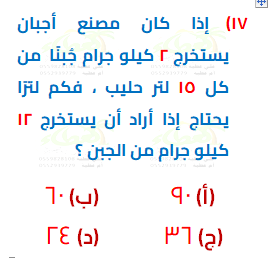 ١٧) إذا كان مصنع أجبان
يستخرج ٢ كيلو جرام جُبنًا من
كل ١٥ لتر حليب ، فكم لترًا
يحتاج إذا أراد أن يستخرج ١٢
كيلو جرام من الجبن ؟
(أ) ٩٠ (ب) ٦٠
(ج) ٣٦ (د) ٢٤